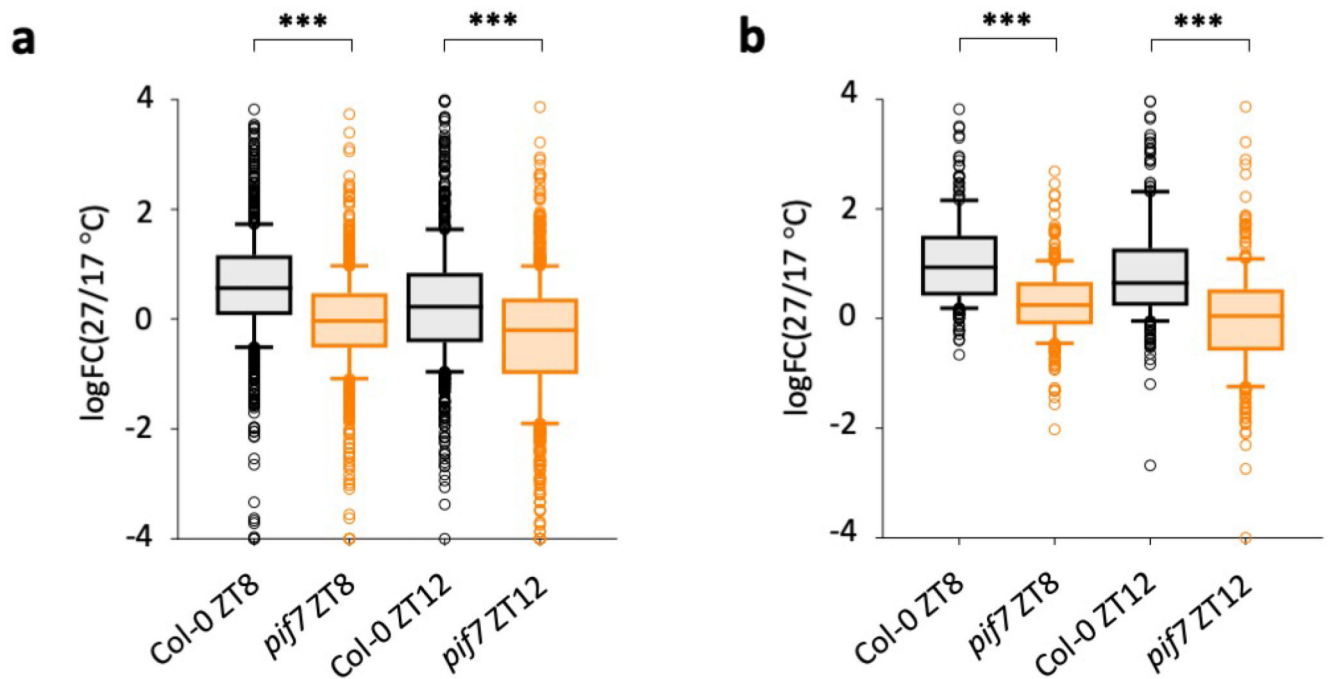 a
*** ***
4
2
0
-2
-4
logFC(27/17 °C)
Col-0 ZT8
pif7 ZT8
Col-0 ZT12
pif7 ZT12
b
*** ***
4
2
0
-2
-4
logFC(27/17 °C)
Col-0 ZT8
pif7 ZT8
Col-0 ZT12
pif7 ZT12